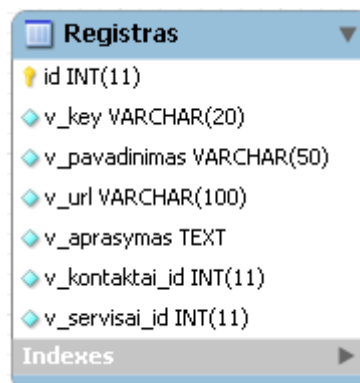 Registras
id INT(11)
v_key VARCHAR(20)
v_pavadinimas VARCHAR(50)
v_url VARCHAR(100)
v_aprasymas TEXT
v_kontaktai_id INT(11)
v_servisai_id INT(11)
Indexes